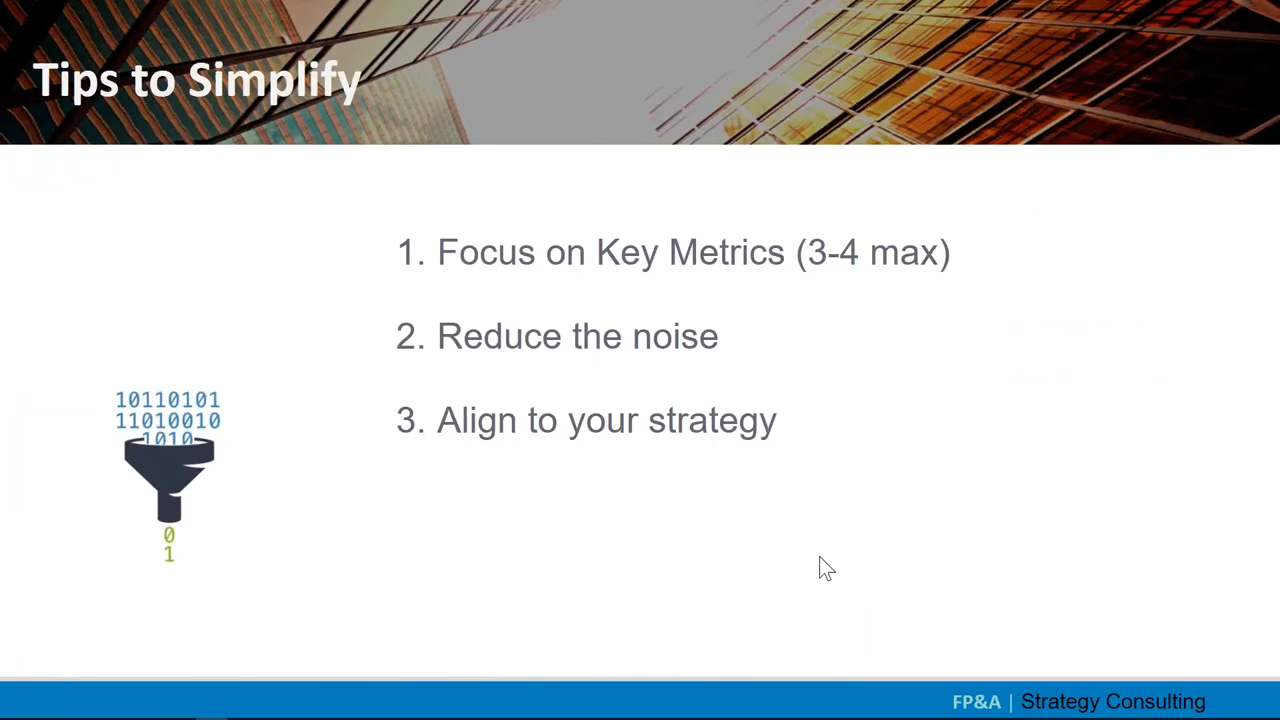 Tips to Simplify
1. Focus on Key Metrics (3-4 max)
2. Reduce the noise
3. Align to your strategy
10110101
11010010
1010
0
1
FP&A | Strategy Consulting